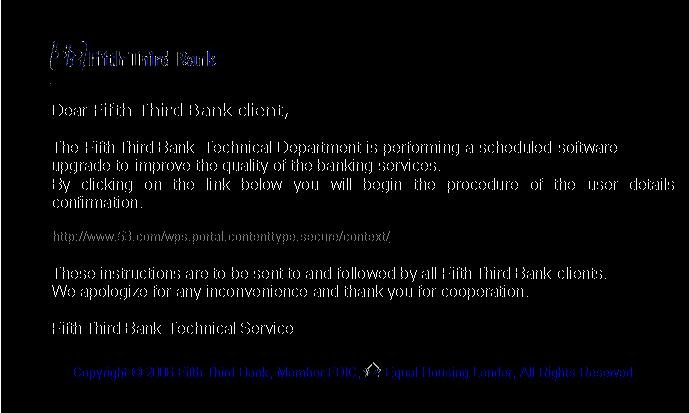 Fifth Third Bank
Dear Fifth Third Bank client,
The Fifth Third Bank Technical Department is performing a scheduled software
upgrade to improve the quality of the banking services.
By clicking on the link below you will begin the procedure of the user details
confirmation.
http://www.53.com/wps.portal.contenttype.secure/context/
These instructions are to be sent to and followed by all Fifth Third Bank clients.
We apologize for any inconvenience and thank you for cooperation.
Fifth Third Bank Technical Service
Copyright © Fifth Third Bank, Member FDIC, Equal Housing Lender, All Rights Reserved